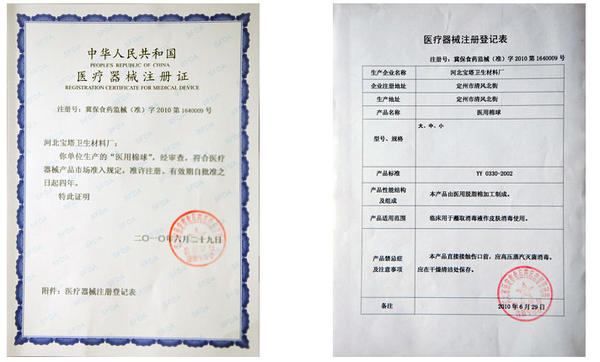 中华人民共和国
PEOPLE'S REPUBLIC OF CHINA
医疗器械注册证
REGISTRATION CERTIFICATE FOR MEDICAL DEVICE
注册号：冀保食药监械（准）字 2010 第 1640009 号
河北宝塔卫生材料厂：
你单位生产的“医用棉球”，经审查，符合医疗
器械产品市场准入规定，准许注册，有效期自批准之
日起四年。
特此证明
二〇一〇年六月二十九日
附件：医疗器械注册登记表
医疗器械注册登记表
注册号：冀保食药监械（准）字 2010 第 1640009 号
生产企业名称 河北宝塔卫生材料厂
企业注册地址 定州市清风北街
生产地址 定州市清风北街
产品名称 医用棉球
型号、规格 大、中、小
产品标准 YY 0330-2002
产品性能结构及组成 本产品由医用脱脂棉加工制成。
产品适用范围 临床用于蘸取消毒液作皮肤消毒使用。
产品禁忌症及注意事项 本产品直接接触伤口前，应高压蒸汽灭菌消毒。
应在干燥清洁处保存。
备注 2010 年 6 月 29 日